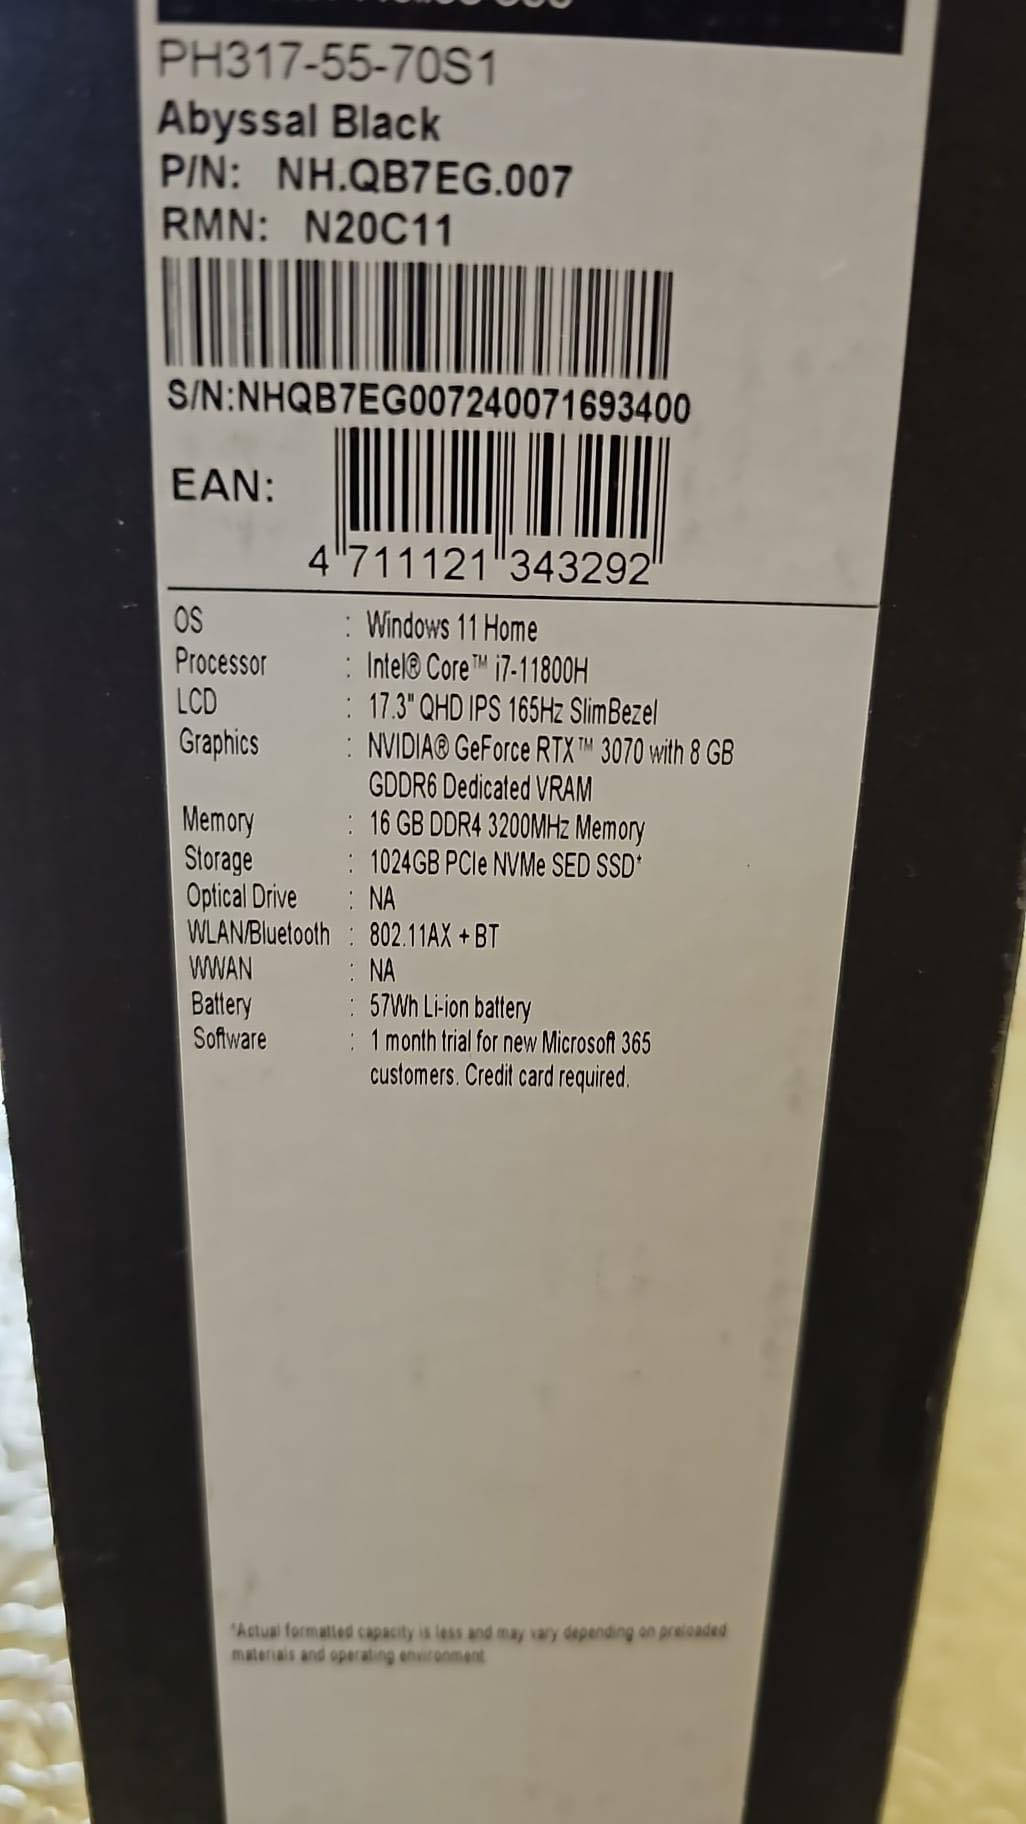 PH317-55-70S1
Abyssal Black
P/N: NH.QB7EG.007
RMN: N20C11
S/N:NHQB7EG007240071693400
EAN:
4 711121 343292
OS : Windows 11 Home
Processor : Intel® Core™ i7-11800H
LCD : 17.3" QHD IPS 165Hz SlimBezel
Graphics : NVIDIA® GeForce RTX™ 3070 with 8 GB
GDDR6 Dedicated VRAM
Memory : 16 GB DDR4 3200MHz Memory
Storage : 1024GB PCIe NVMe SED SSD*
Optical Drive : NA
WLAN/Bluetooth : 802.11AX + BT
WWAN : NA
Battery : 57Wh Li-ion battery
Software : 1 month trial for new Microsoft 365
customers. Credit card required.
*Actual formatted capacity is less and may vary depending on preloaded
materials and operating environment